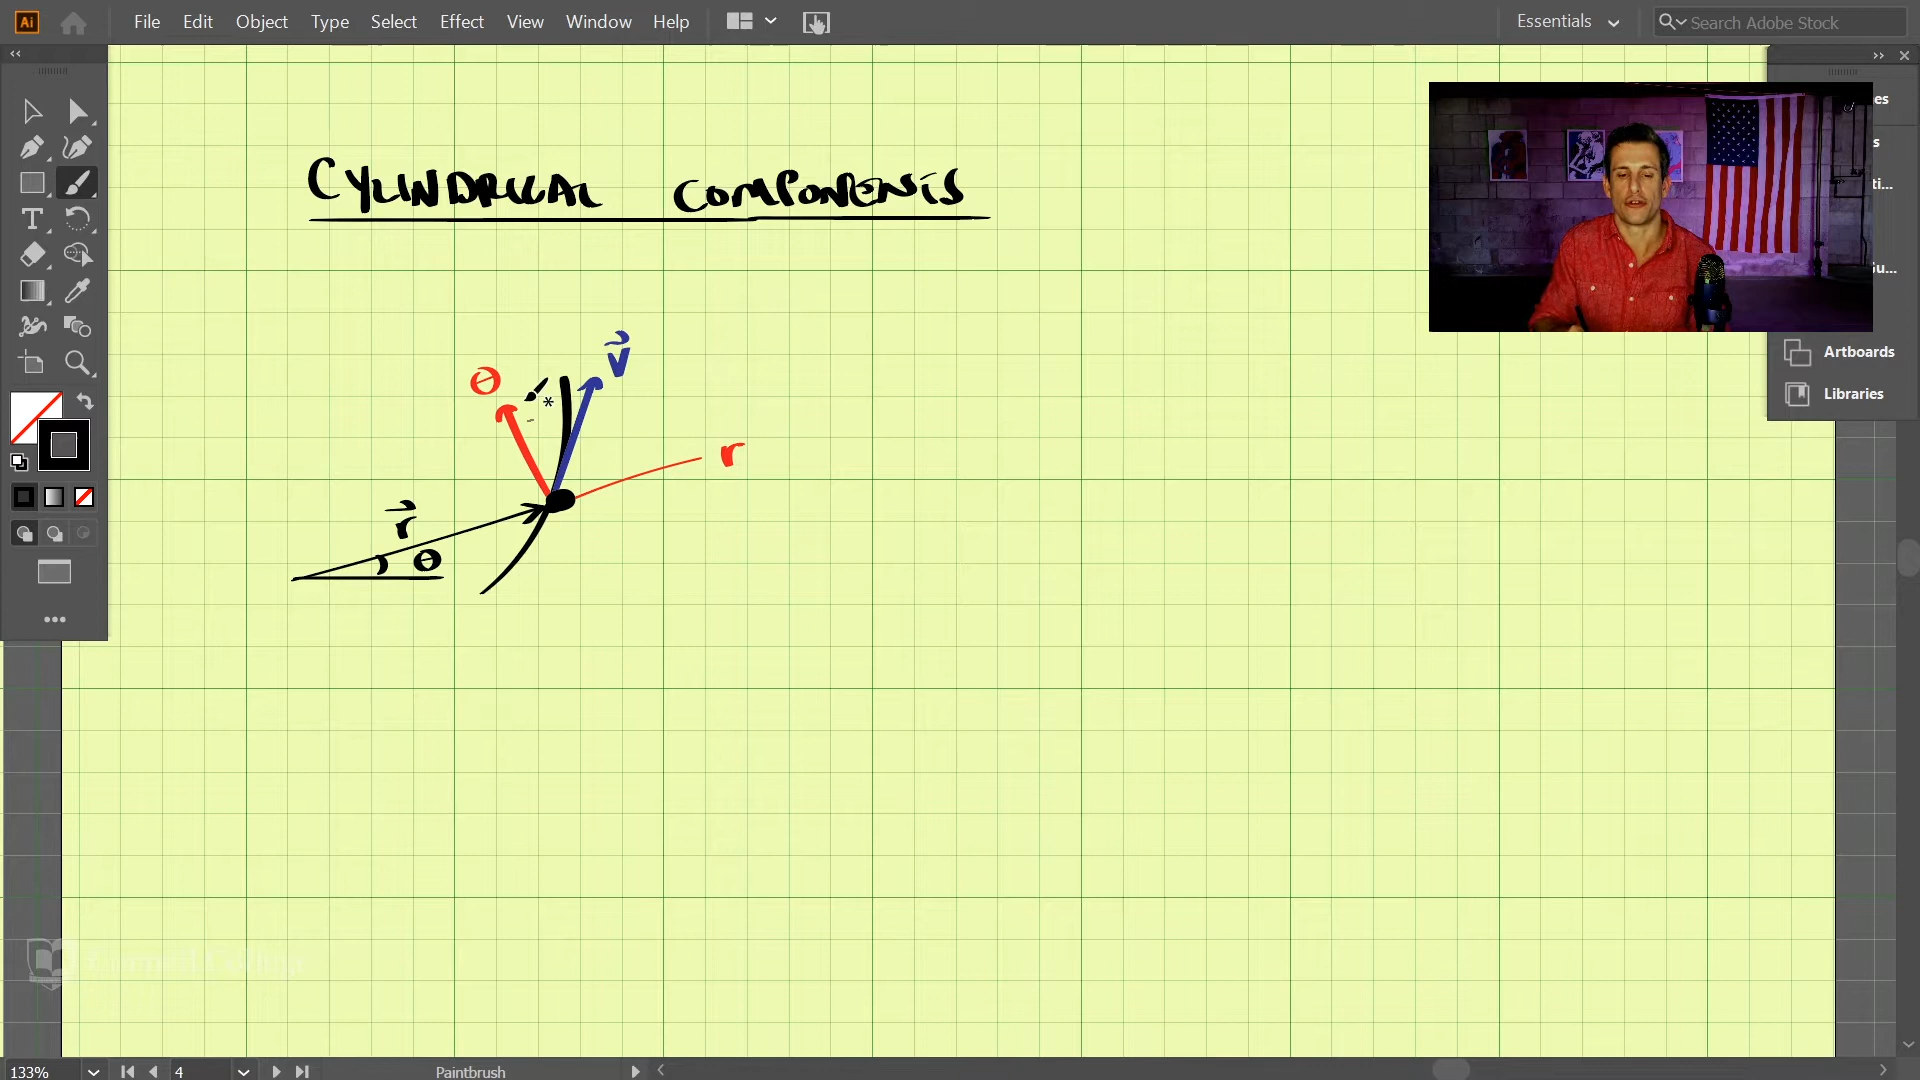 Ai File Edit Object Type Select Effect View Window Help Essentials Search Adobe Stock
CYLINDRICAL COMPONENTS
v
θ
r
r
θ
Artboards
Libraries
133% 4 Paintbrush